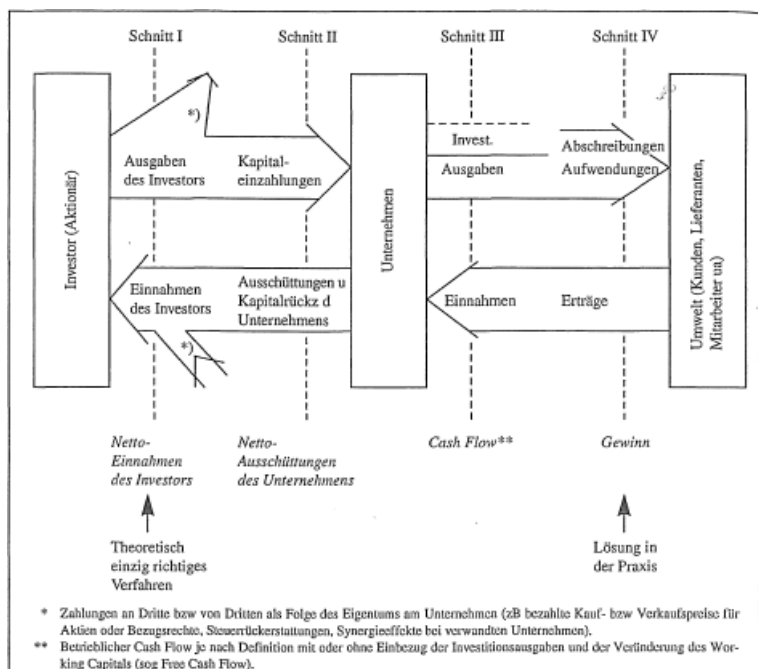 Schnitt I
Schnitt II
Schnitt III
Schnitt IV
Investor (Aktionär)
*)
Ausgaben
des Investors
Kapital-
einzahlungen
Unternehmen
Invest.
Ausgaben
Abschreibungen
Aufwendungen
Umwelt (Kunden, Lieferanten,
Mitarbeiter ua)
Einnahmen
des Investors
*)
Ausschüttungen u
Kapitalrückz d
Unternehmens
Einnahmen
Erträge
Netto-
Einnahmen
des Investors
Netto-
Ausschüttungen
des Unternehmens
Cash Flow**
Gewinn
Theoretisch
einzig richtiges
Verfahren
Lösung in
der Praxis
* Zahlungen an Dritte bzw von Dritten als Folge des Eigentums am Unternehmen (zB bezahlte Kauf- bzw Verkaufspreise für
Aktien oder Bezugsrechte, Steuerrückerstattungen, Synergieeffekte bei verwandten Unternehmen).
** Betrieblicher Cash Flow je nach Definition mit oder ohne Einbezug der Investitionsausgaben und der Veränderung des Wor-
king Capitals (sog Free Cash Flow).